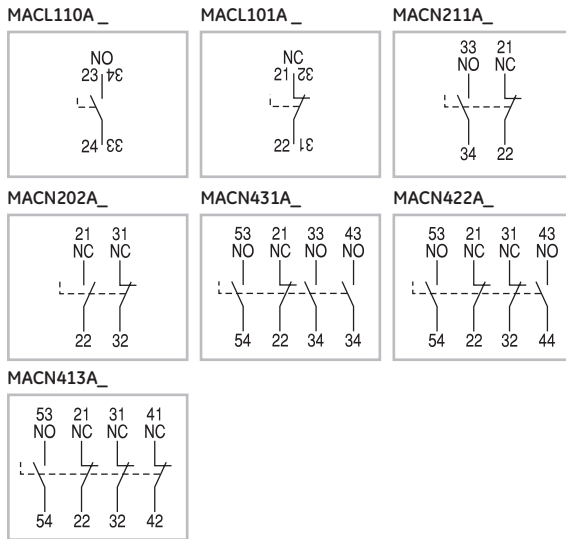 MACL110A _
MACL101A _
MACN211A_
NO
23 34
24 33
NC
21 32
22 31
33 21
NO NC
34 22
MACN202A_
MACN431A_
MACN422A_
21 31
NC NC
22 32
53 21 33 43
NO NC NO NO
54 22 34 34
53 21 31 43
NO NC NC NO
54 22 32 44
MACN413A_
53 21 31 41
NO NC NC NC
54 22 32 42